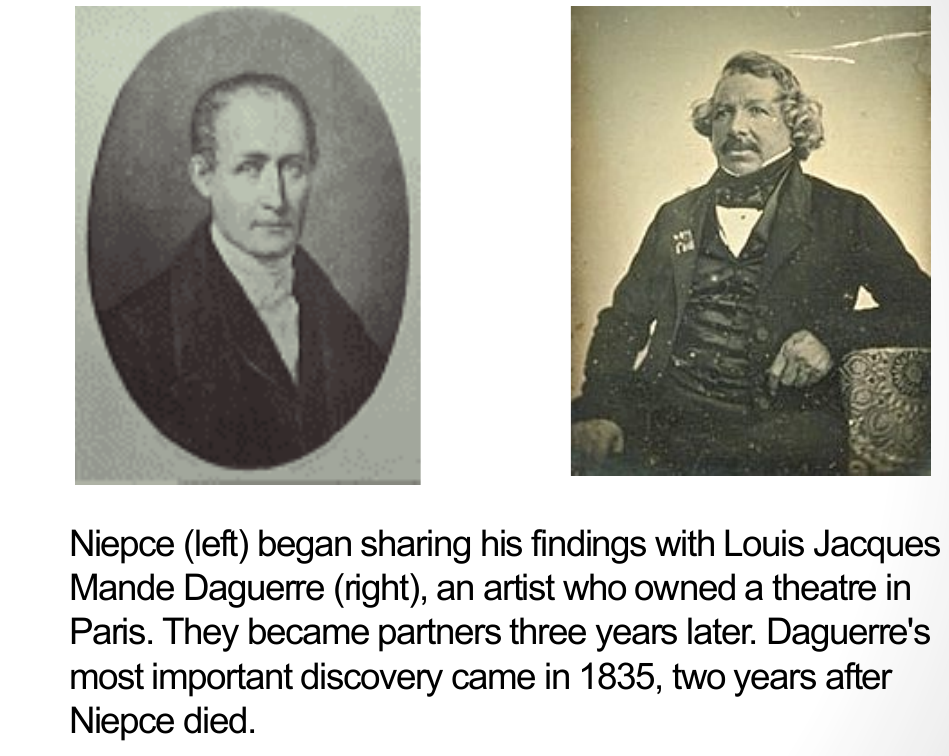 Niepce (left) began sharing his findings with Louis Jacques
Mande Daguerre (right), an artist who owned a theatre in
Paris. They became partners three years later. Daguerre's
most important discovery came in 1835, two years after
Niepce died.